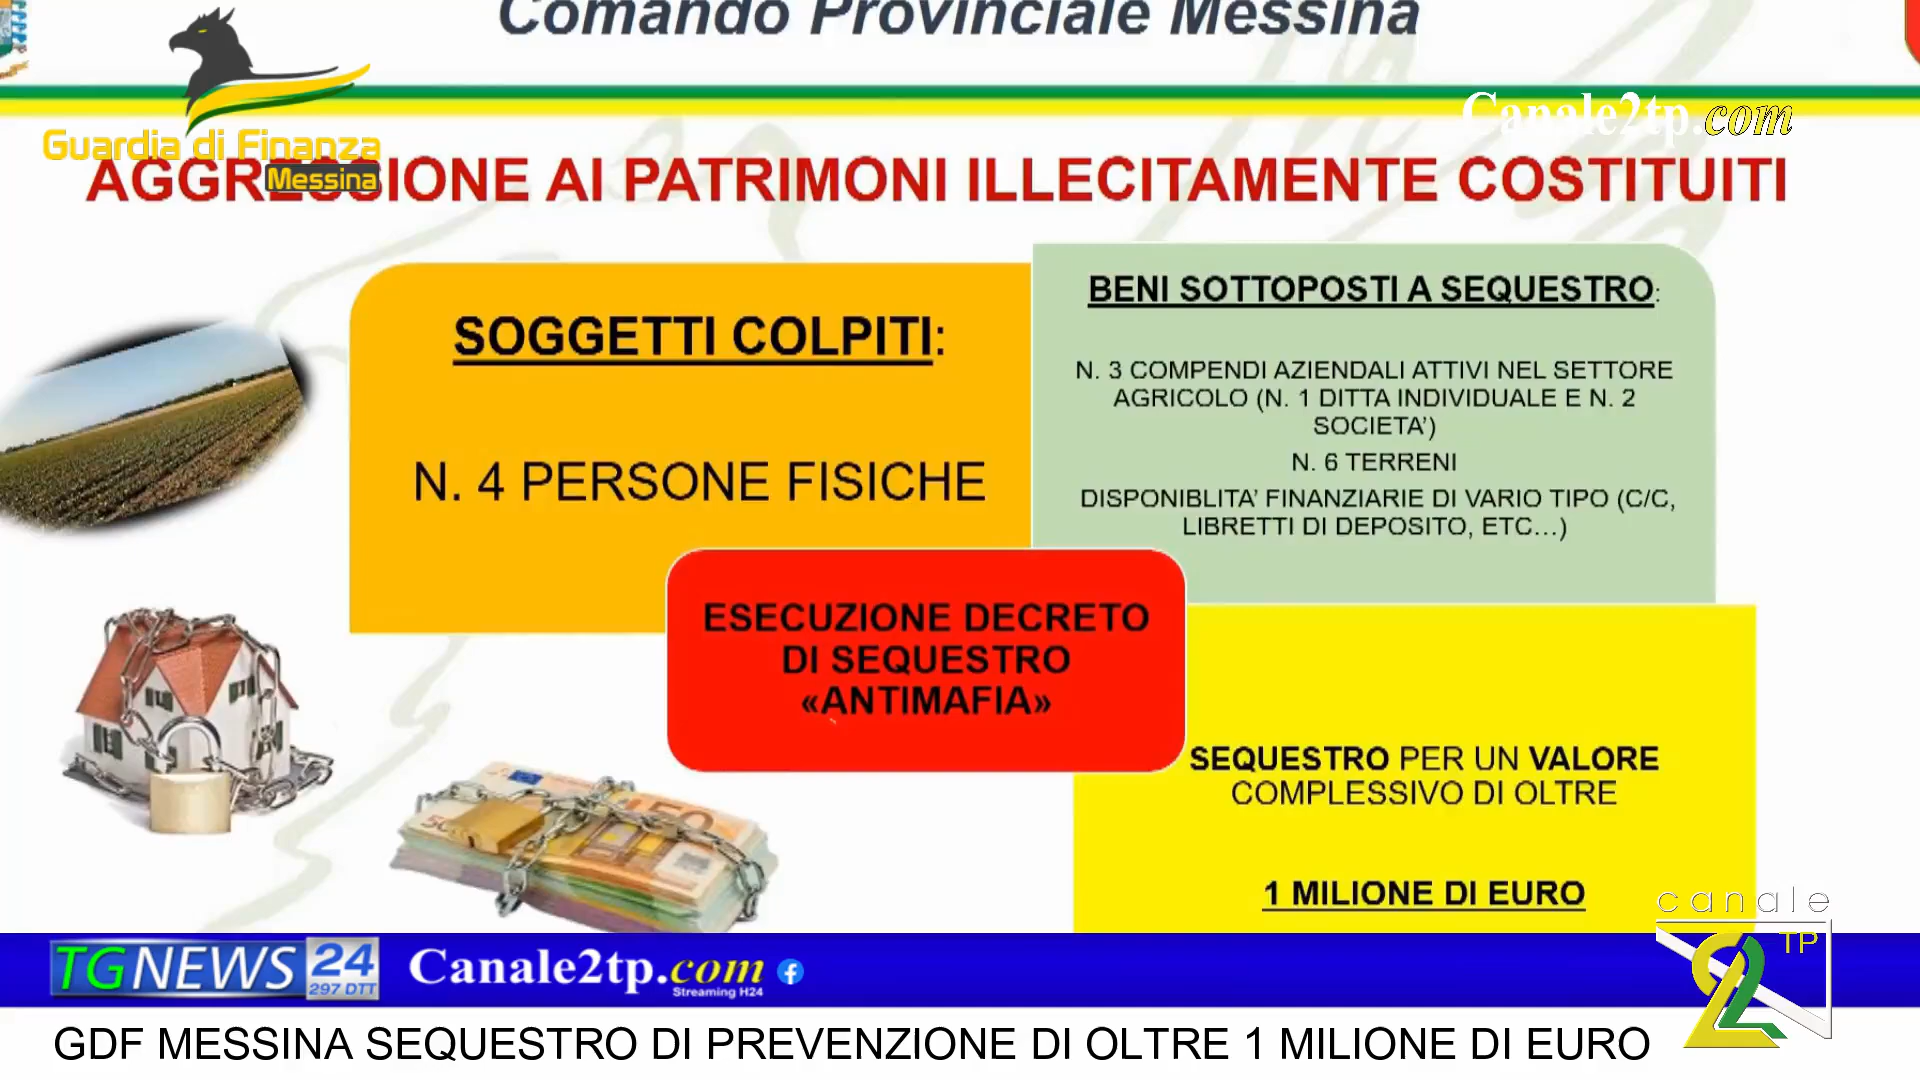 Comando Provinciale Messina
Guardia di Finanza
Messina
Canale2tp.com
AGGRESSIONE AI PATRIMONI ILLECITAMENTE COSTITUITI
SOGGETTI COLPITI:
N. 4 PERSONE FISICHE
BENI SOTTOPOSTI A SEQUESTRO:
N. 3 COMPENDI AZIENDALI ATTIVI NEL SETTORE
AGRICOLO (N. 1 DITTA INDIVIDUALE E N. 2
SOCIETA’)
N. 6 TERRENI
DISPONIBLITA’ FINANZIARIE DI VARIO TIPO (C/C,
LIBRETTI DI DEPOSITO, ETC…)
ESECUZIONE DECRETO
DI SEQUESTRO
«ANTIMAFIA»
SEQUESTRO PER UN VALORE
COMPLESSIVO DI OLTRE
1 MILIONE DI EURO
50
canale
2 TP
TGNEWS 24
297 DTT
Canale2tp.com
Streaming H24
GDF MESSINA SEQUESTRO DI PREVENZIONE DI OLTRE 1 MILIONE DI EURO